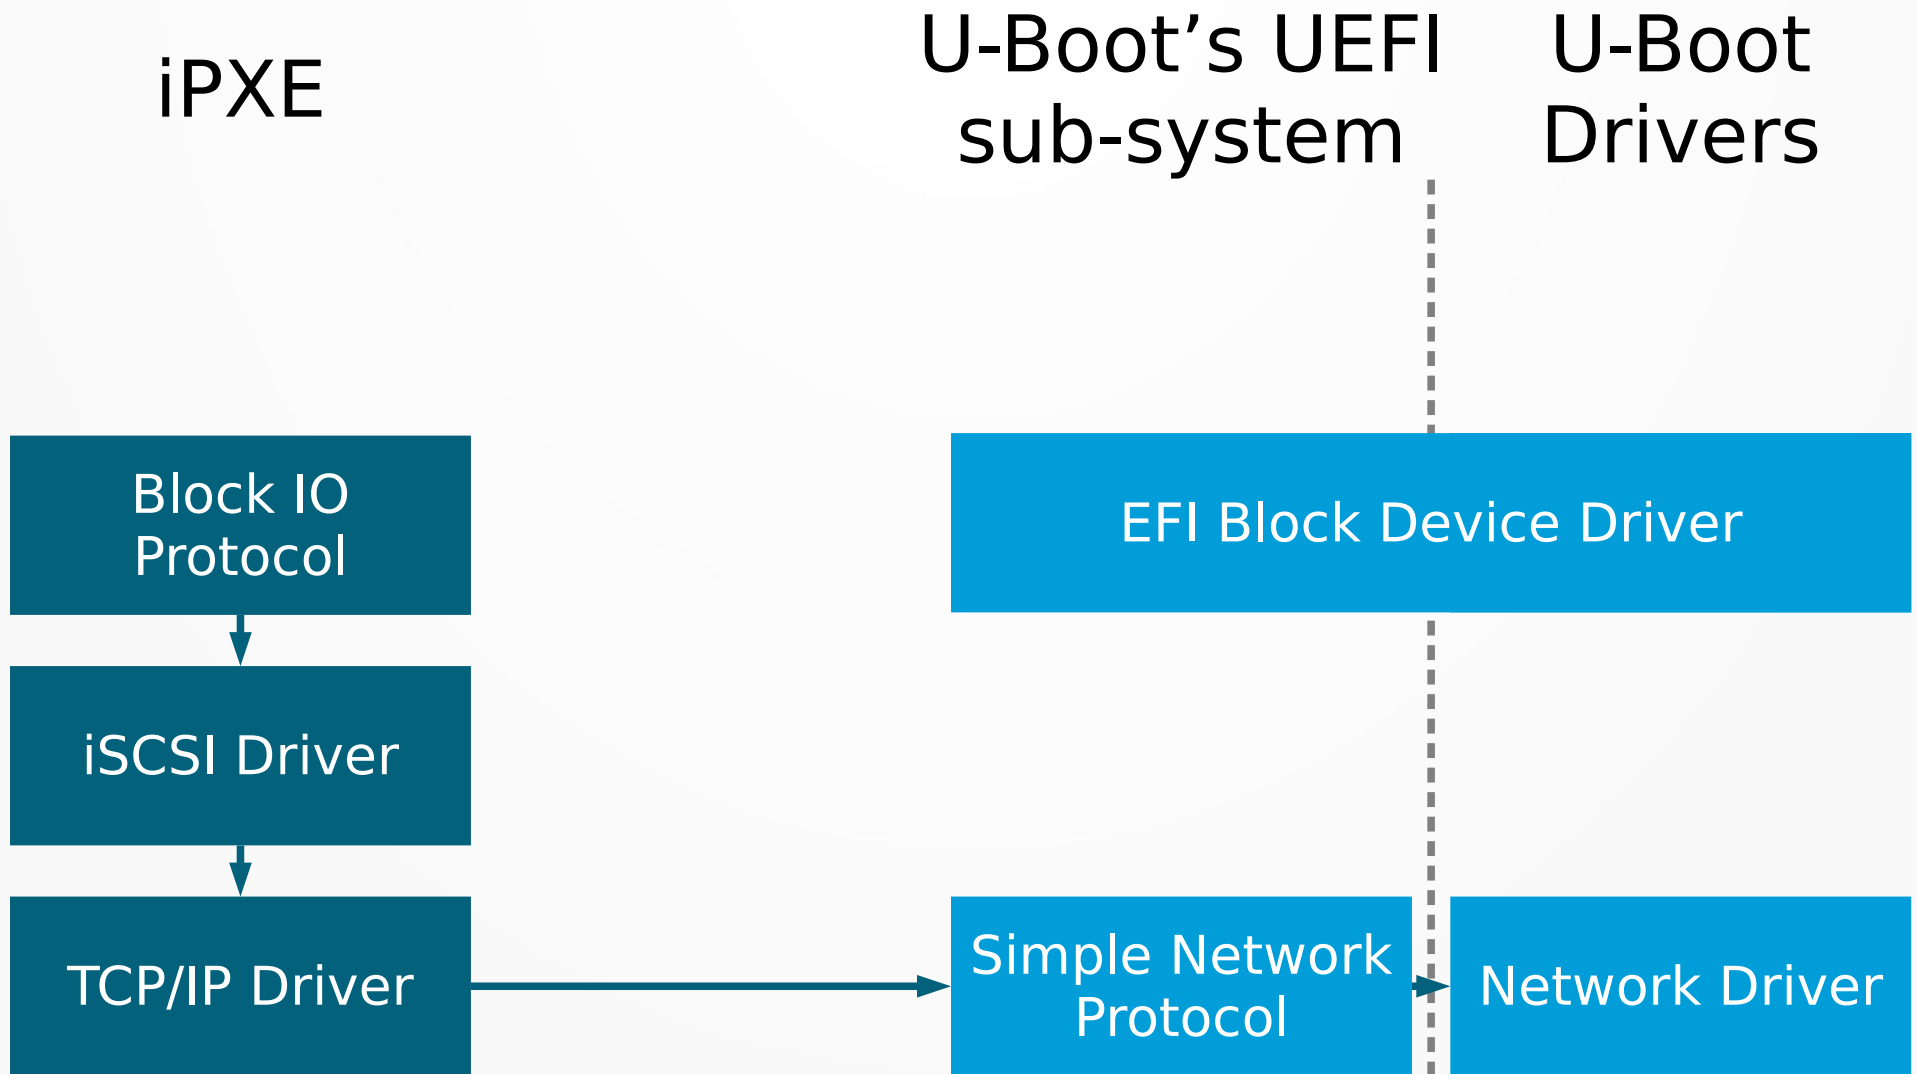 iPXE
U-Boot’s UEFI
sub-system
U-Boot
Drivers
Block IO
Protocol
EFI Block Device Driver
iSCSI Driver
TCP/IP Driver
Simple Network
Protocol
Network Driver